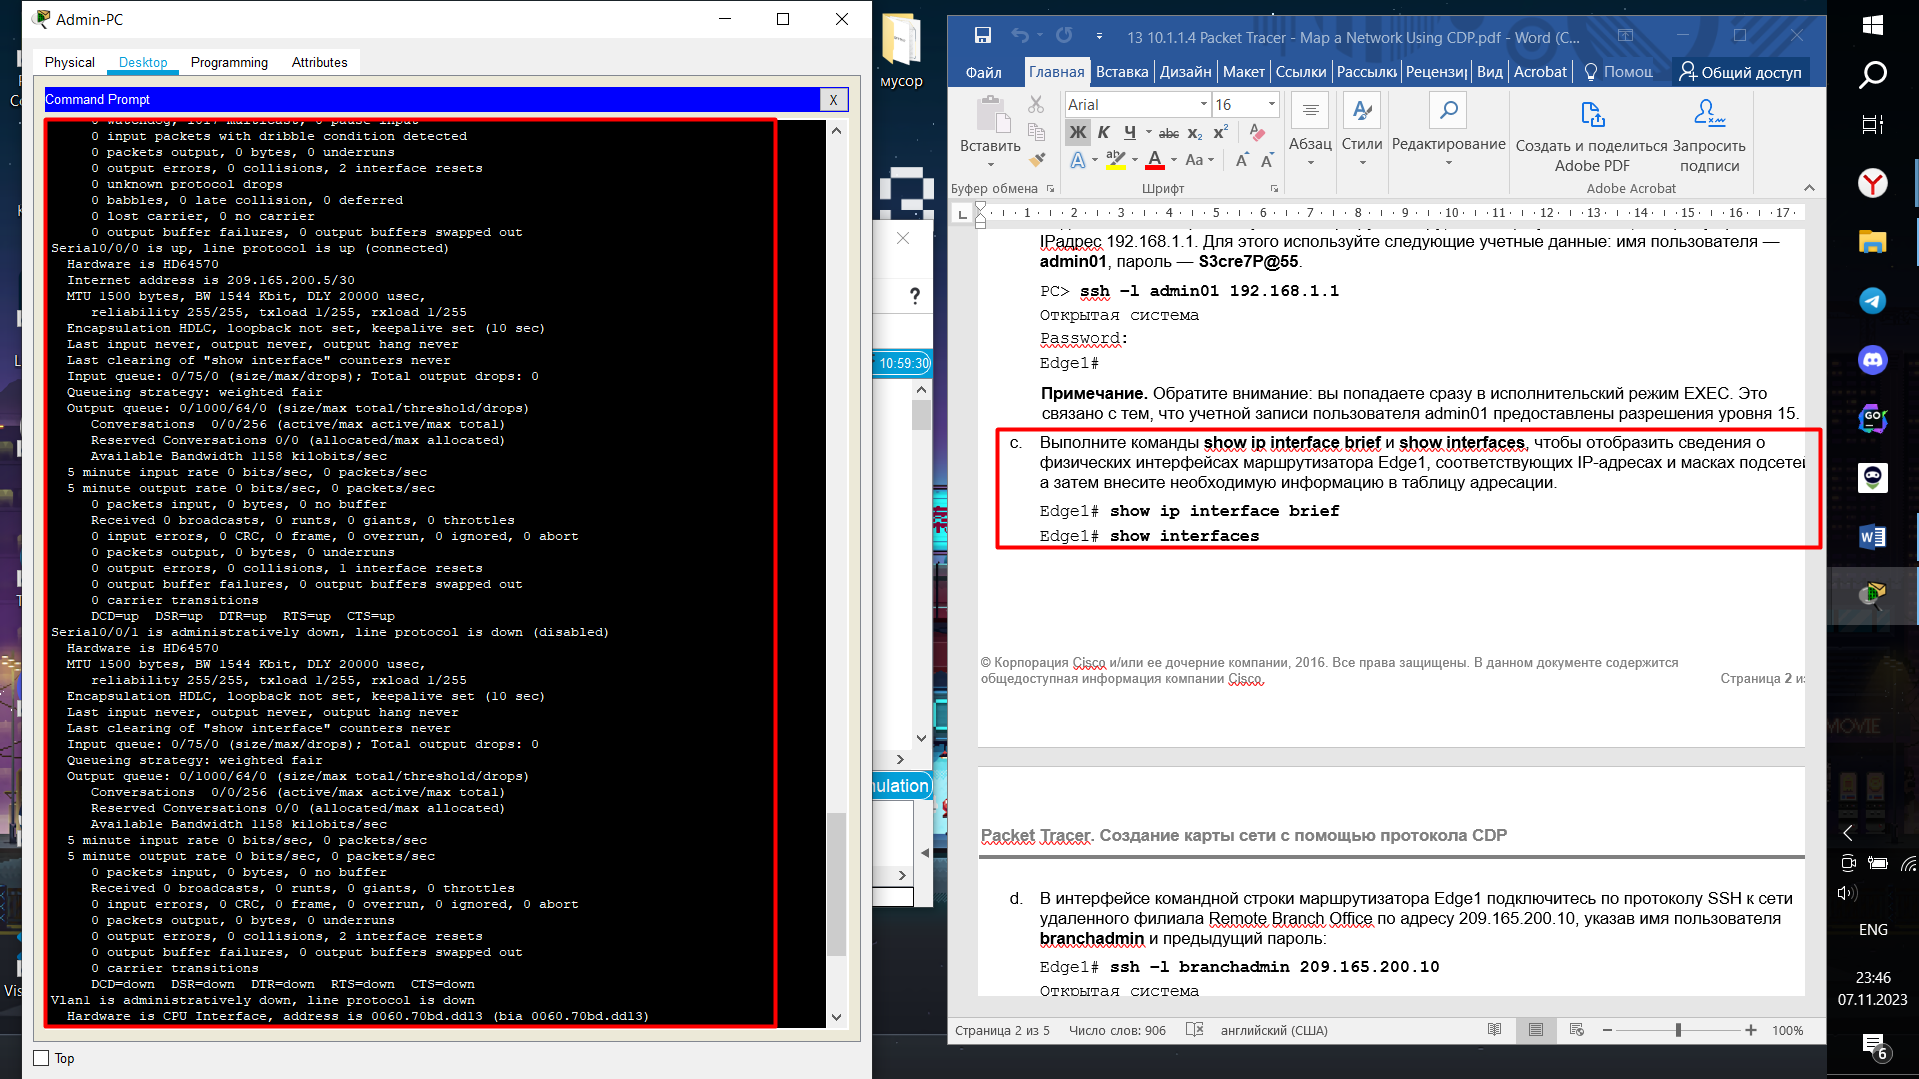 Admin-PC
Physical
Desktop
Programming
Attributes
Command Prompt
X
0 watchdog, 1017 multicast, 0 pause input
0 input packets with dribble condition detected
0 packets output, 0 bytes, 0 underruns
0 output errors, 0 collisions, 2 interface resets
0 unknown protocol drops
0 babbles, 0 late collision, 0 deferred
0 lost carrier, 0 no carrier
0 output buffer failures, 0 output buffers swapped out
Serial0/0/0 is up, line protocol is up (connected)
Hardware is HD64570
Internet address is 209.165.200.5/30
MTU 1500 bytes, BW 1544 Kbit, DLY 20000 usec,
reliability 255/255, txload 1/255, rxload 1/255
Encapsulation HDLC, loopback not set, keepalive set (10 sec)
Last input never, output never, output hang never
Last clearing of "show interface" counters never
Input queue: 0/75/0 (size/max/drops); Total output drops: 0
Queueing strategy: weighted fair
Output queue: 0/1000/64/0 (size/max total/threshold/drops)
Conversations  0/0/256 (active/max active/max total)
Reserved Conversations 0/0 (allocated/max allocated)
Available Bandwidth 1158 kilobits/sec
5 minute input rate 0 bits/sec, 0 packets/sec
5 minute output rate 0 bits/sec, 0 packets/sec
0 packets input, 0 bytes, 0 no buffer
Received 0 broadcasts, 0 runts, 0 giants, 0 throttles
0 input errors, 0 CRC, 0 frame, 0 overrun, 0 ignored, 0 abort
0 packets output, 0 bytes, 0 underruns
0 output errors, 0 collisions, 1 interface resets
0 output buffer failures, 0 output buffers swapped out
0 carrier transitions
DCD=up  DSR=up  DTR=up  RTS=up  CTS=up
Serial0/0/1 is administratively down, line protocol is down (disabled)
Hardware is HD64570
MTU 1500 bytes, BW 1544 Kbit, DLY 20000 usec,
reliability 255/255, txload 1/255, rxload 1/255
Encapsulation HDLC, loopback not set, keepalive set (10 sec)
Last input never, output never, output hang never
Last clearing of "show interface" counters never
Input queue: 0/75/0 (size/max/drops); Total output drops: 0
Queueing strategy: weighted fair
Output queue: 0/1000/64/0 (size/max total/threshold/drops)
Conversations  0/0/256 (active/max active/max total)
Reserved Conversations 0/0 (allocated/max allocated)
Available Bandwidth 1158 kilobits/sec
5 minute input rate 0 bits/sec, 0 packets/sec
5 minute output rate 0 bits/sec, 0 packets/sec
0 packets input, 0 bytes, 0 no buffer
Received 0 broadcasts, 0 runts, 0 giants, 0 throttles
0 input errors, 0 CRC, 0 frame, 0 overrun, 0 ignored, 0 abort
0 packets output, 0 bytes, 0 underruns
0 output errors, 0 collisions, 2 interface resets
0 output buffer failures, 0 output buffers swapped out
0 carrier transitions
DCD=down  DSR=down  DTR=down  RTS=down  CTS=down
Vlan1 is administratively down, line protocol is down
Hardware is CPU Interface, address is 0060.70bd.dd13 (bia 0060.70bd.dd13)
Top
мусор
?
10:59:30
nulation
13 10.1.1.4 Packet Tracer - Map a Network Using CDP.pdf - Word (С...
Файл
Главная
Вставка
Дизайн
Макет
Ссылки
Рассылки
Вид
Acrobat
Помощ
Общий доступ
Вставить
Буфер обмена
Arial
16
Ж К Ч abc X₂ X²
Aa
Шрифт
Абзац
Стили
Редактирование
Создать и поделиться Adobe PDF
Запросить подписи
Adobe Acrobat
1 2 3 4 5 6 7 8 9 10 11 12 13 14 15 16 17
IPадрес 192.168.1.1. Для этого используйте следующие учетные данные: имя пользователя —
admin01, пароль — S3cre7P@55.
PC> ssh –l admin01 192.168.1.1
Открытая система
Password:
Edge1#
Примечание. Обратите внимание: вы попадаете сразу в исполнительский режим EXEC. Это
связано с тем, что учетной записи пользователя admin01 предоставлены разрешения уровня 15.
c. Выполните команды show ip interface brief и show interfaces, чтобы отобразить сведения о
физических интерфейсах маршрутизатора Edge1, соответствующих IP-адресах и масках подсетей
а затем внесите необходимую информацию в таблицу адресации.
Edge1# show ip interface brief
Edge1# show interfaces
© Корпорация Cisco и/или ее дочерние компании, 2016. Все права защищены. В данном документе содержится
общедоступная информация компании Cisco.
Страница 2 из
Packet Tracer. Создание карты сети с помощью протокола CDP
d. В интерфейсе командной строки маршрутизатора Edge1 подключитесь по протоколу SSH к сети
удаленного филиала Remote Branch Office по адресу 209.165.200.10, указав имя пользователя
branchadmin и предыдущий пароль:
Edge1# ssh –l branchadmin 209.165.200.10
Открытая система
Страница 2 из 5
Число слов: 906
английский (США)
100%
GO
ENG
23:46
07.11.2023
6